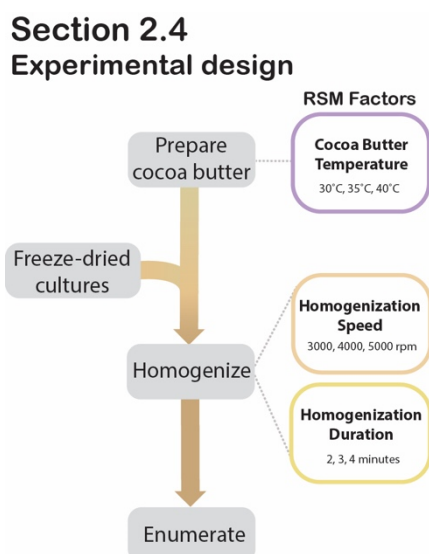 Section 2.4
Experimental design
RSM Factors
Prepare
cocoa butter
Cocoa Butter
Temperature
30˚C, 35˚C, 40˚C
Freeze-dried
cultures
Homogenization
Speed
3000, 4000, 5000 rpm
Homogenize
Homogenization
Duration
2, 3, 4 minutes
Enumerate